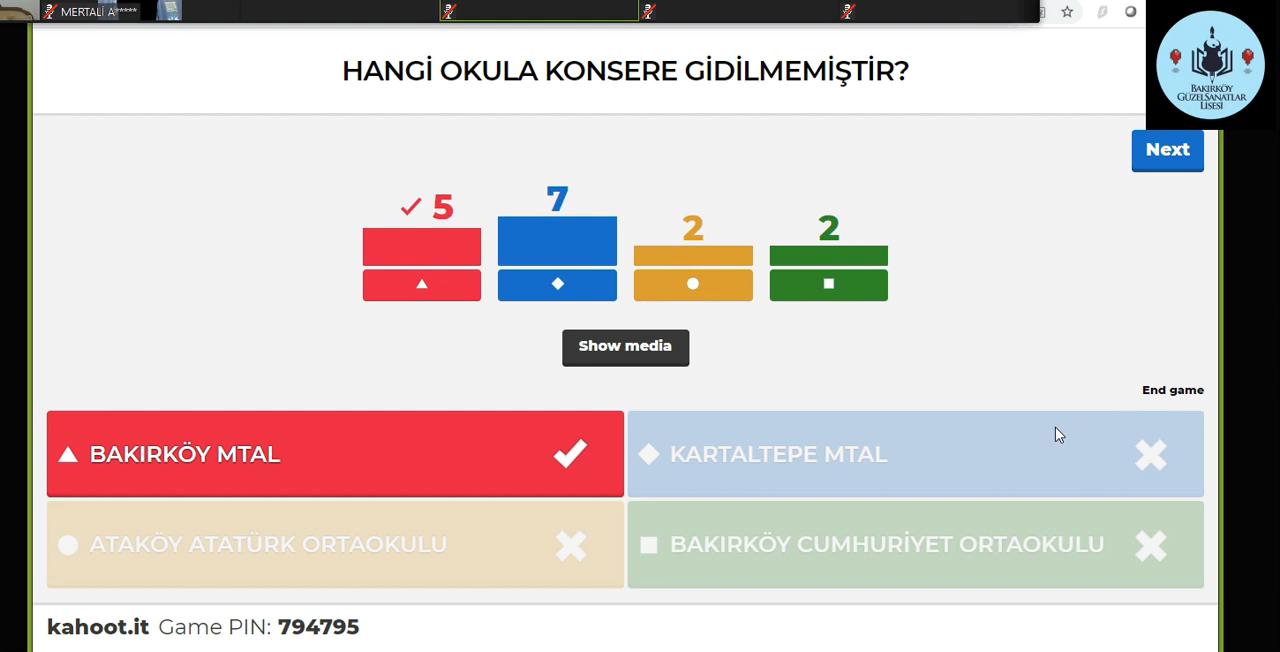 MERTALİ A*****
HANGİ OKULA KONSERE GİDİLMEMİŞTİR?
BAKIRKÖY
GÜZEL SANATLAR
LİSESİ
Next
5
7
2
2
Show media
End game
BAKIRKÖY MTAL
KARTALTEPE MTAL
ATAKÖY ATATÜRK ORTAOKULU
BAKIRKÖY CUMHURİYET ORTAOKULU
kahoot.it Game PIN: 794795